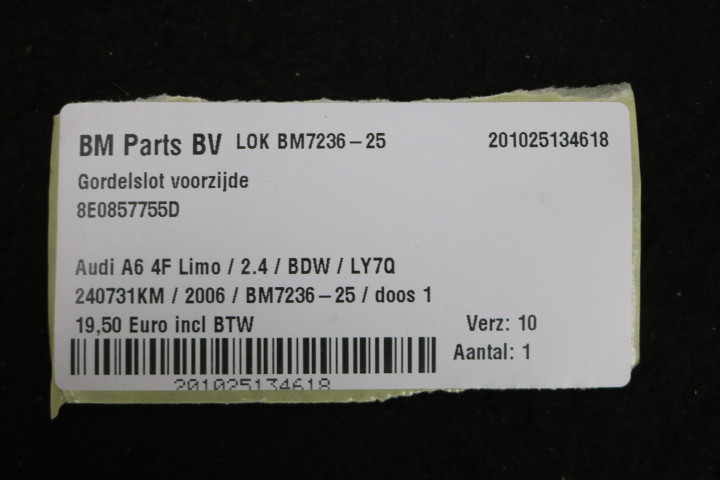 BM Parts BV LOK BM7236-25 201025134618
Gordelslot voorzijde
8E0857755D
Audi A6 4F Limo / 2.4 / BDW / LY7Q
240731KM / 2006 / BM7236-25 / doos 1
19,50 Euro incl BTW Verz: 10
Aantal: 1
201025134618